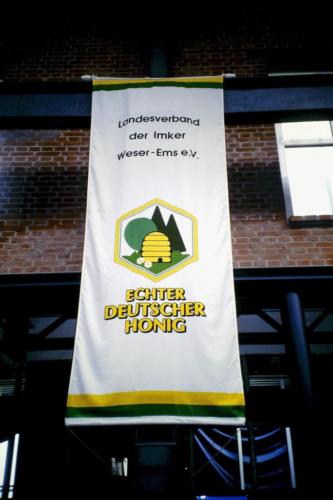 Landesverband
der Imker
Weser-Ems e.V.
ECHTER
DEUTSCHER
HONIG